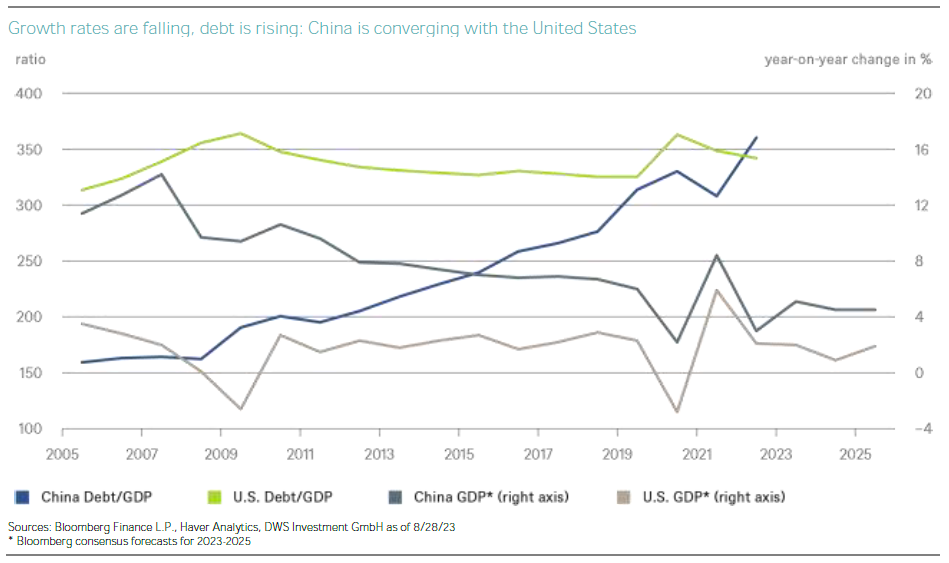 Growth rates are falling, debt is rising: China is converging with the United States
ratio year-on-year change in %
400 20
350 16
300 12
250 8
200 4
150 0
100 −4
2005 2007 2009 2011 2013 2015 2017 2019 2021 2023 2025
China Debt/GDP U.S. Debt/GDP China GDP* (right axis) U.S. GDP* (right axis)
Sources: Bloomberg Finance L.P., Haver Analytics, DWS Investment GmbH as of 8/28/23
* Bloomberg consensus forecasts for 2023-2025